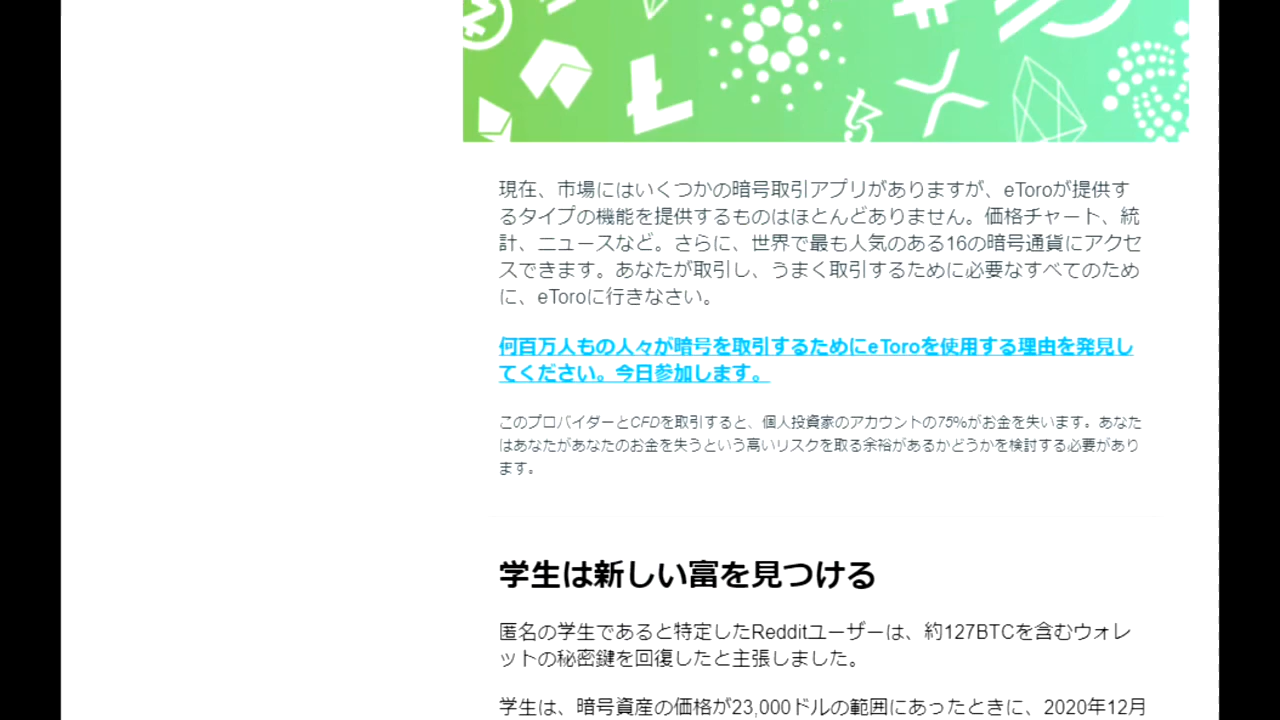 現在、市場にはいくつかの暗号取引アプリがありますが、eToroが提供す
るタイプの機能を提供するものはほとんどありません。価格チャート、統
計、ニュースなど。さらに、世界で最も人気のある16の暗号通貨にアクセ
スできます。あなたが取引し、うまく取引するために必要なすべてのため
に、eToroに行きなさい。
何百万人もの人々が暗号を取引するためにeToroを使用する理由を発見し
てください。今日参加します。
このプロバイダーとCFDを取引すると、個人投資家のアカウントの75%がお金を失います。あなた
はあなたがあなたのお金を失うという高いリスクを取る余裕があるかどうかを検討する必要があり
ます。
学生は新しい富を見つける
匿名の学生であると特定したRedditユーザーは、約127BTCを含むウォレ
ットの秘密鍵を回復したと主張しました。
学生は、暗号資産の価格が23,000ドルの範囲にあったときに、2020年12月